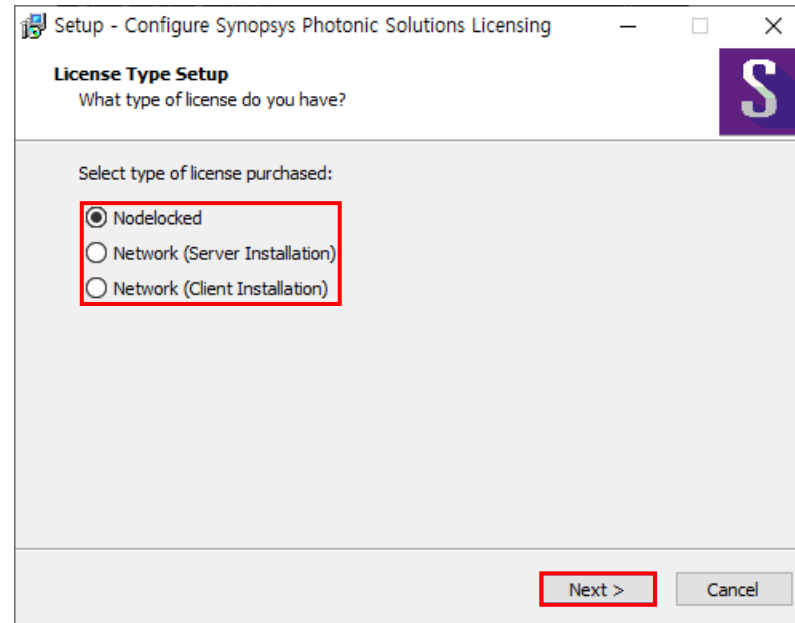 Setup - Configure Synopsys Photonic Solutions Licensing
License Type Setup
What type of license do you have?
S
Select type of license purchased:
Nodelocked
Network (Server Installation)
Network (Client Installation)
Next >
Cancel